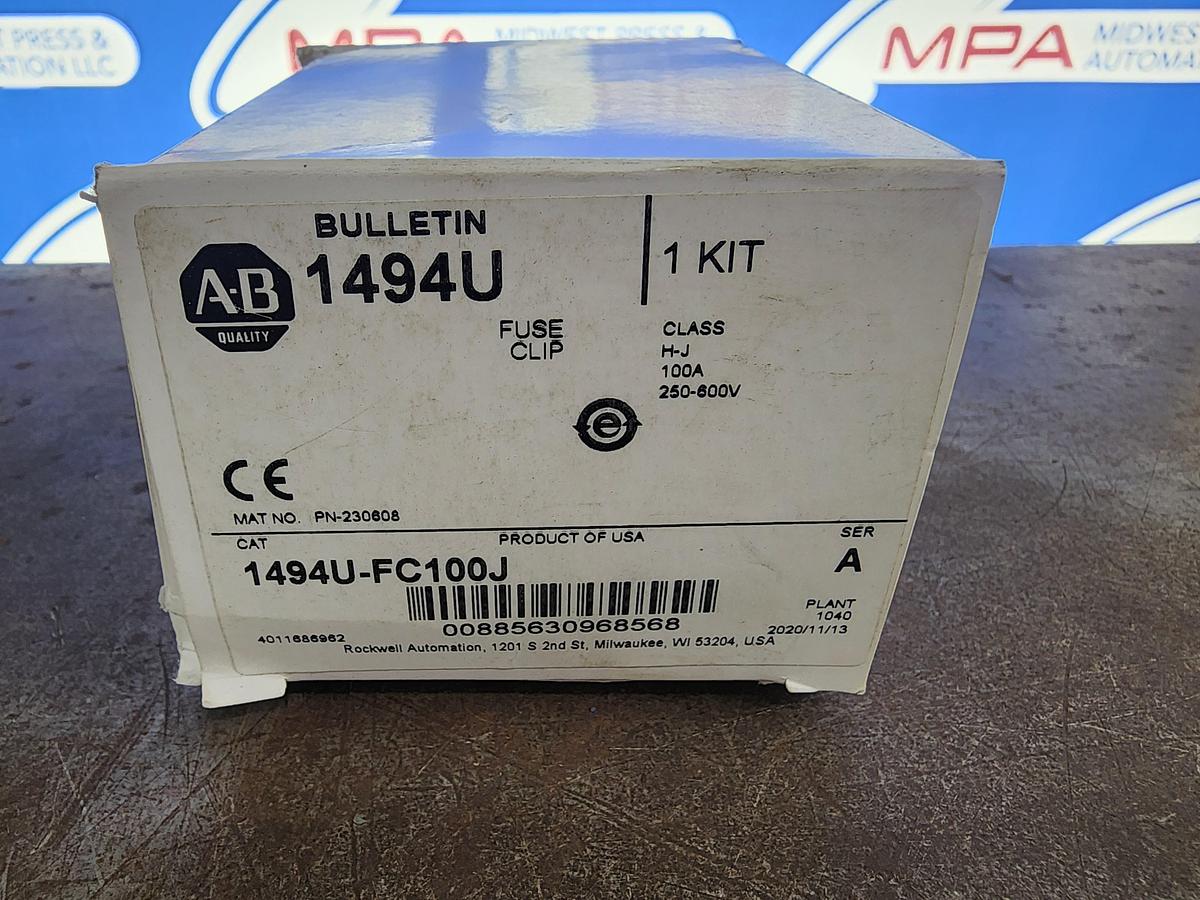 T PRESS &
ATION LLC
MPA
MIDWEST PRESS &
MPA
MIDWEST
AUTOMA
BULLETIN
1494U
1 KIT
A-B
QUALITY
FUSE
CLIP
CLASS
H-J
100A
250-600V
e
CE
MAT NO. PN-230608
CAT
PRODUCT OF USA
SER
1494U-FC100J
A
00885630968568
PLANT
1040
2020/11/13
4011686962
Rockwell Automation, 1201 S 2nd St, Milwaukee, WI 53204, USA